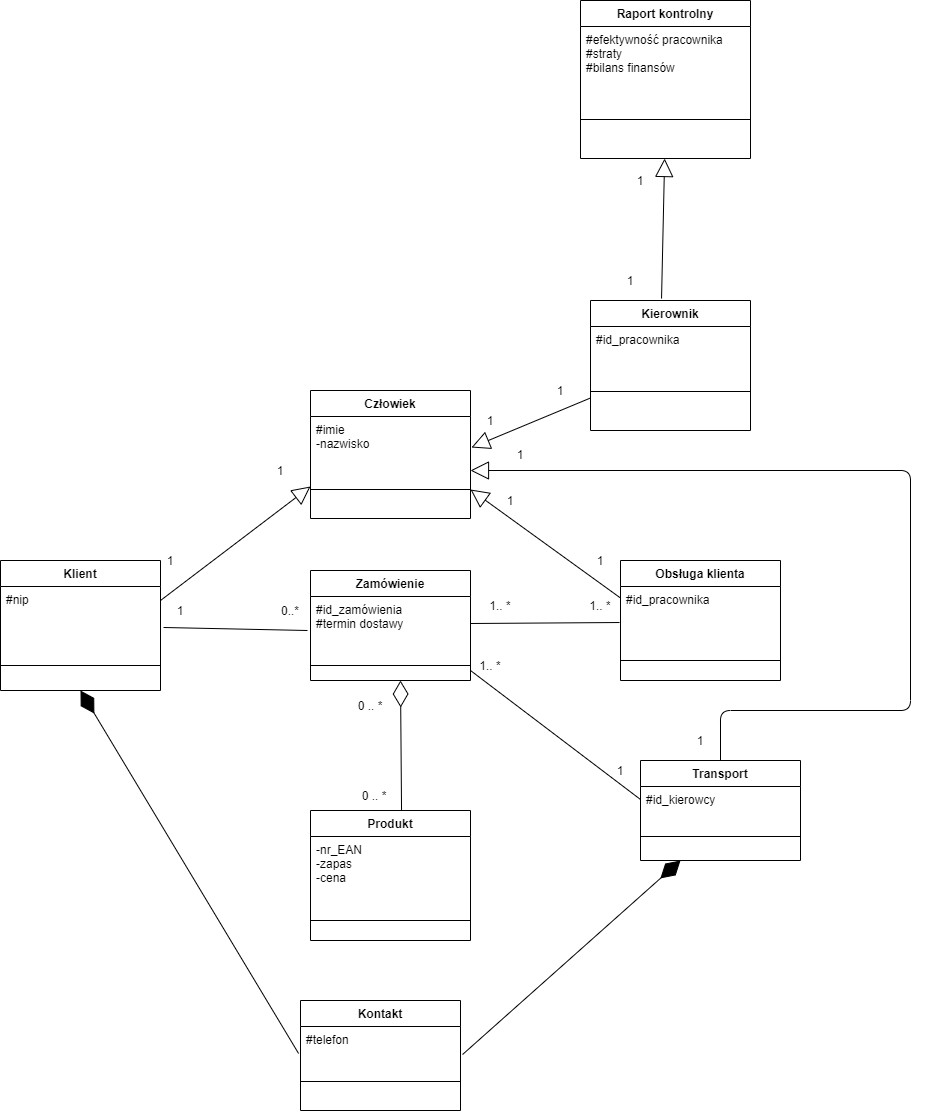 Raport kontrolny
#efektywność pracownika
#straty
#bilans finansów
1
1
Kierownik
#id_pracownika
1
1
Człowiek
#imie
-nazwisko
1
1
1
1
1
Klient
#nip
1
0..*
Zamówienie
#id_zamówienia
#termin dostawy
1.. *
1.. *
Obsługa klienta
#id_pracownika
1.. *
1
0 .. *
0 .. *
1
Transport
#id_kierowcy
Produkt
-nr_EAN
-zapas
-cena
Kontakt
#telefon